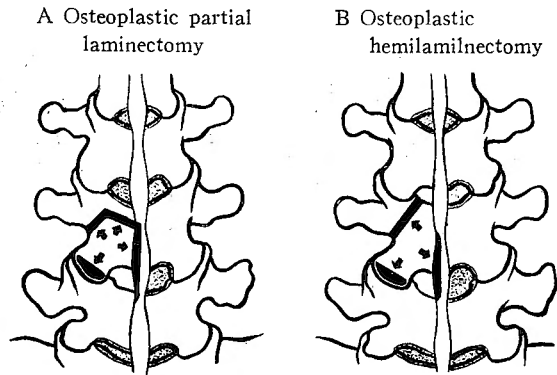 A Osteoplastic partial
laminectomy
B Osteoplastic
hemilamilnectomy